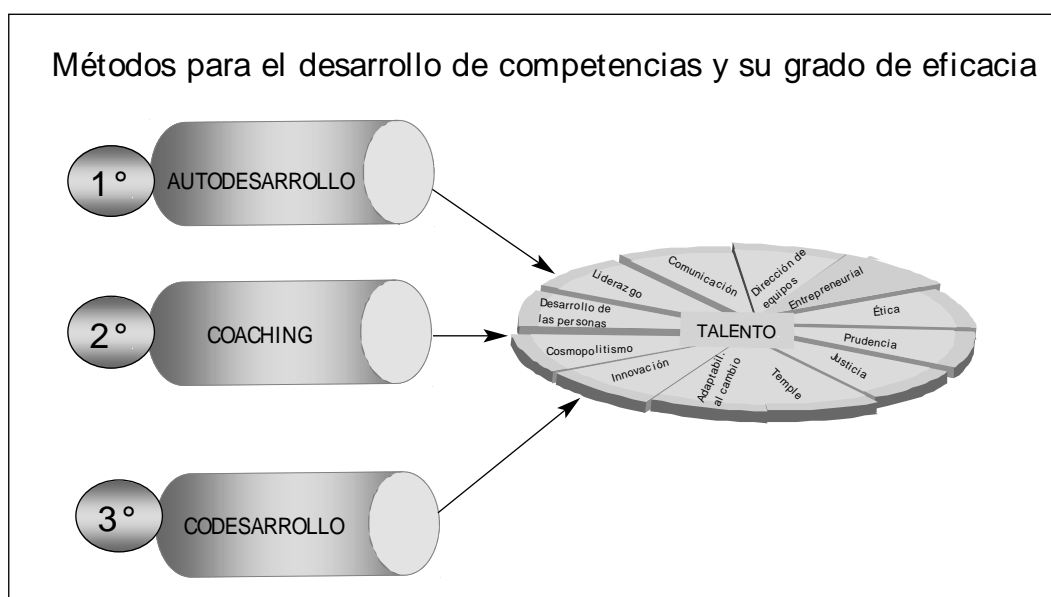 Métodos para el desarrollo de competencias y su grado de eficacia
1°
AUTODESARROLLO
2°
COACHING
3°
CODESARROLLO
TALENTO
Comunicación
Dirección de
equipos
Entrepreneurial
Ética
Prudencia
Justicia
Temple
Adaptabil.
al cambio
Innovación
Cosmopolitismo
Desarrollo de
las personas
Liderazgo